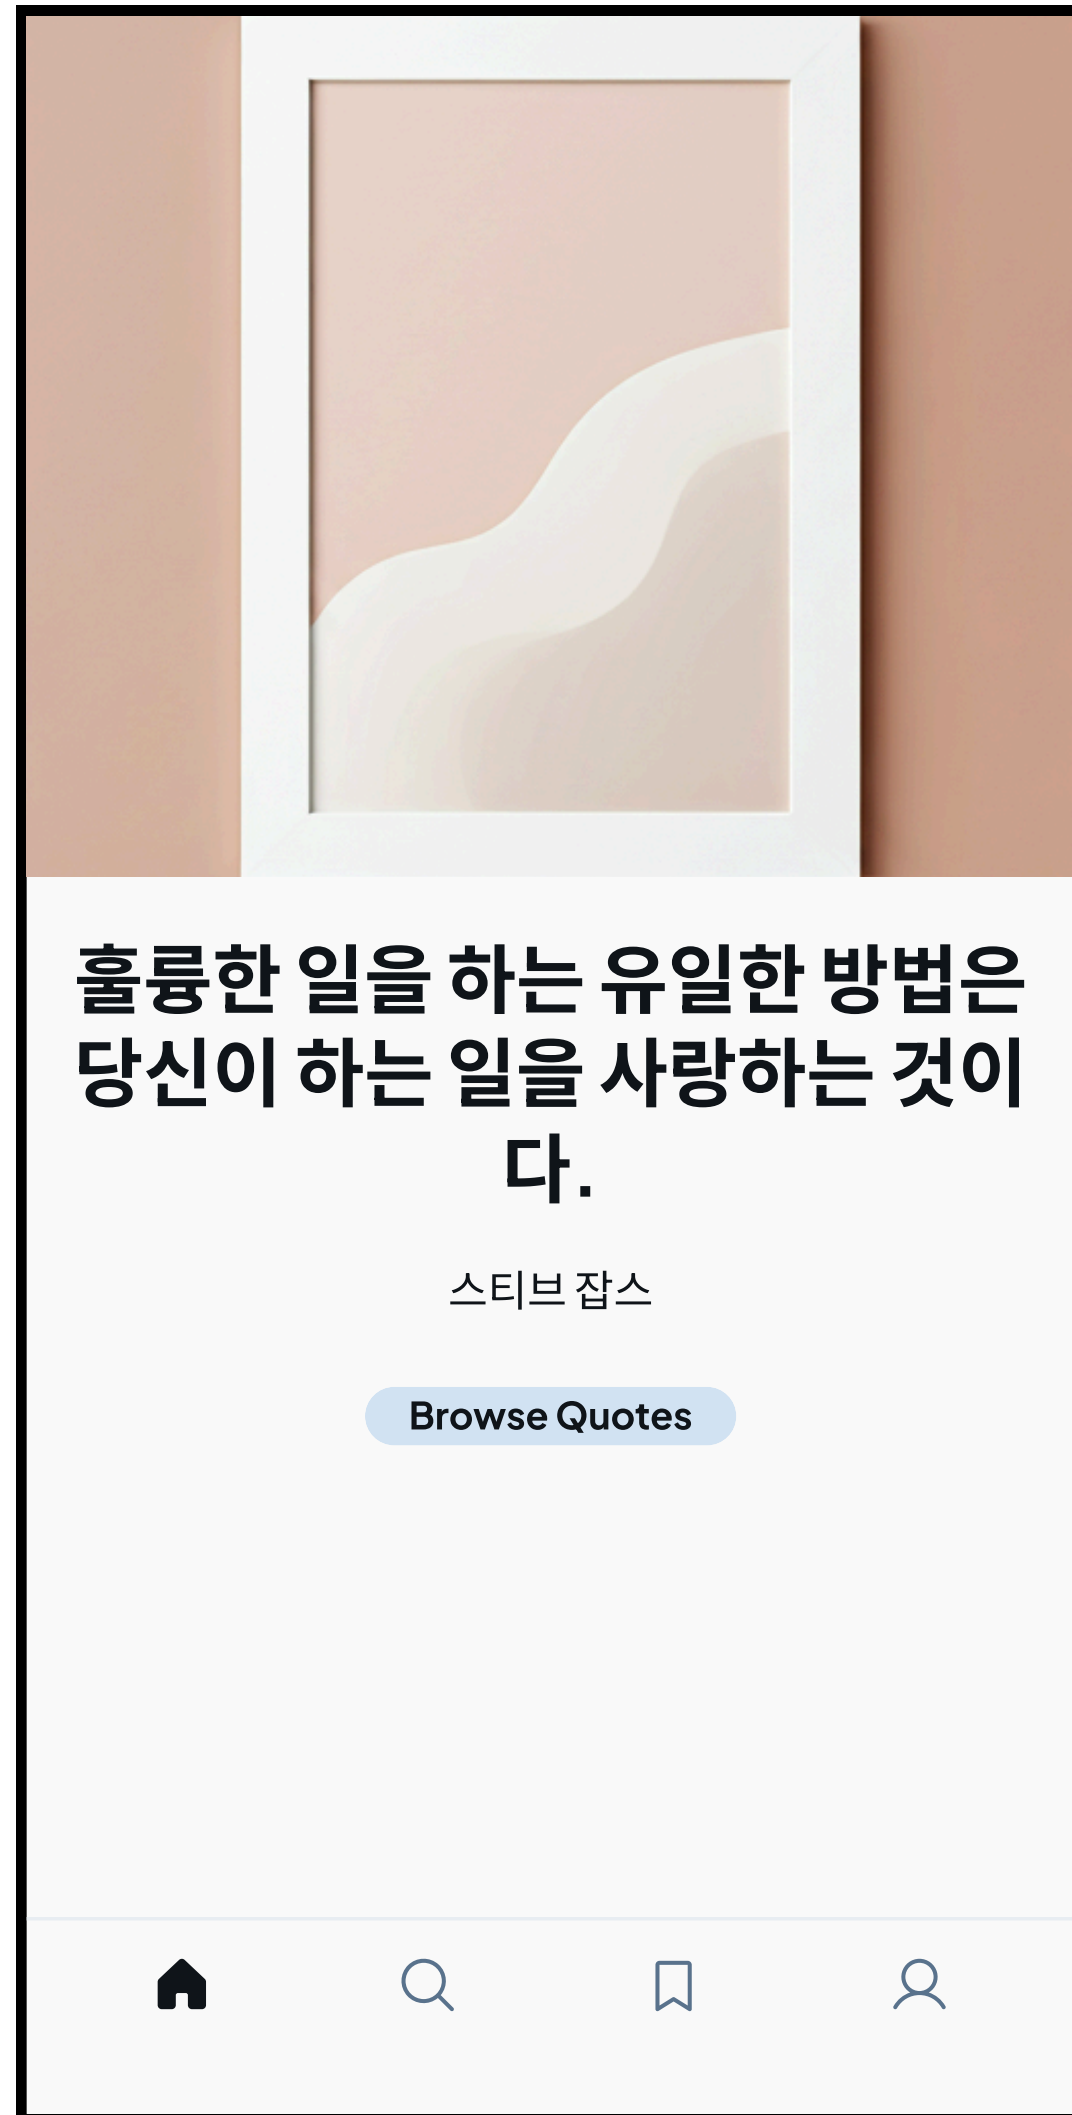 훌륭한 일을 하는 유일한 방법은
당신이 하는 일을 사랑하는 것이
다.
스티브 잡스
Browse Quotes